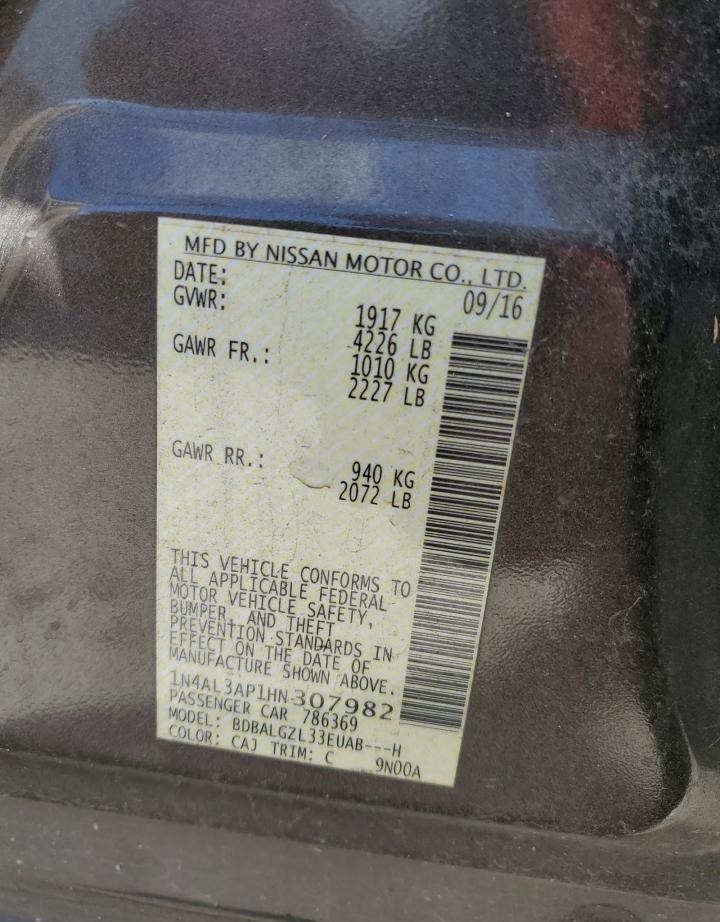 MFD BY NISSAN MOTOR CO., LTD.
DATE: 09/16
GVWR: 1917 KG
4226 LB
GAWR FR.: 1010 KG
2227 LB
GAWR RR.: 940 KG
2072 LB
THIS VEHICLE CONFORMS TO
ALL APPLICABLE FEDERAL
MOTOR VEHICLE SAFETY,
BUMPER, AND THEFT
PREVENTION STANDARDS IN
EFFECT ON THE DATE OF
MANUFACTURE SHOWN ABOVE.
1N4AL3AP1HN 307982
PASSENGER CAR 786369
MODEL: BDBALGZL33EUAB---H
COLOR: CAJ TRIM: C 9N00A